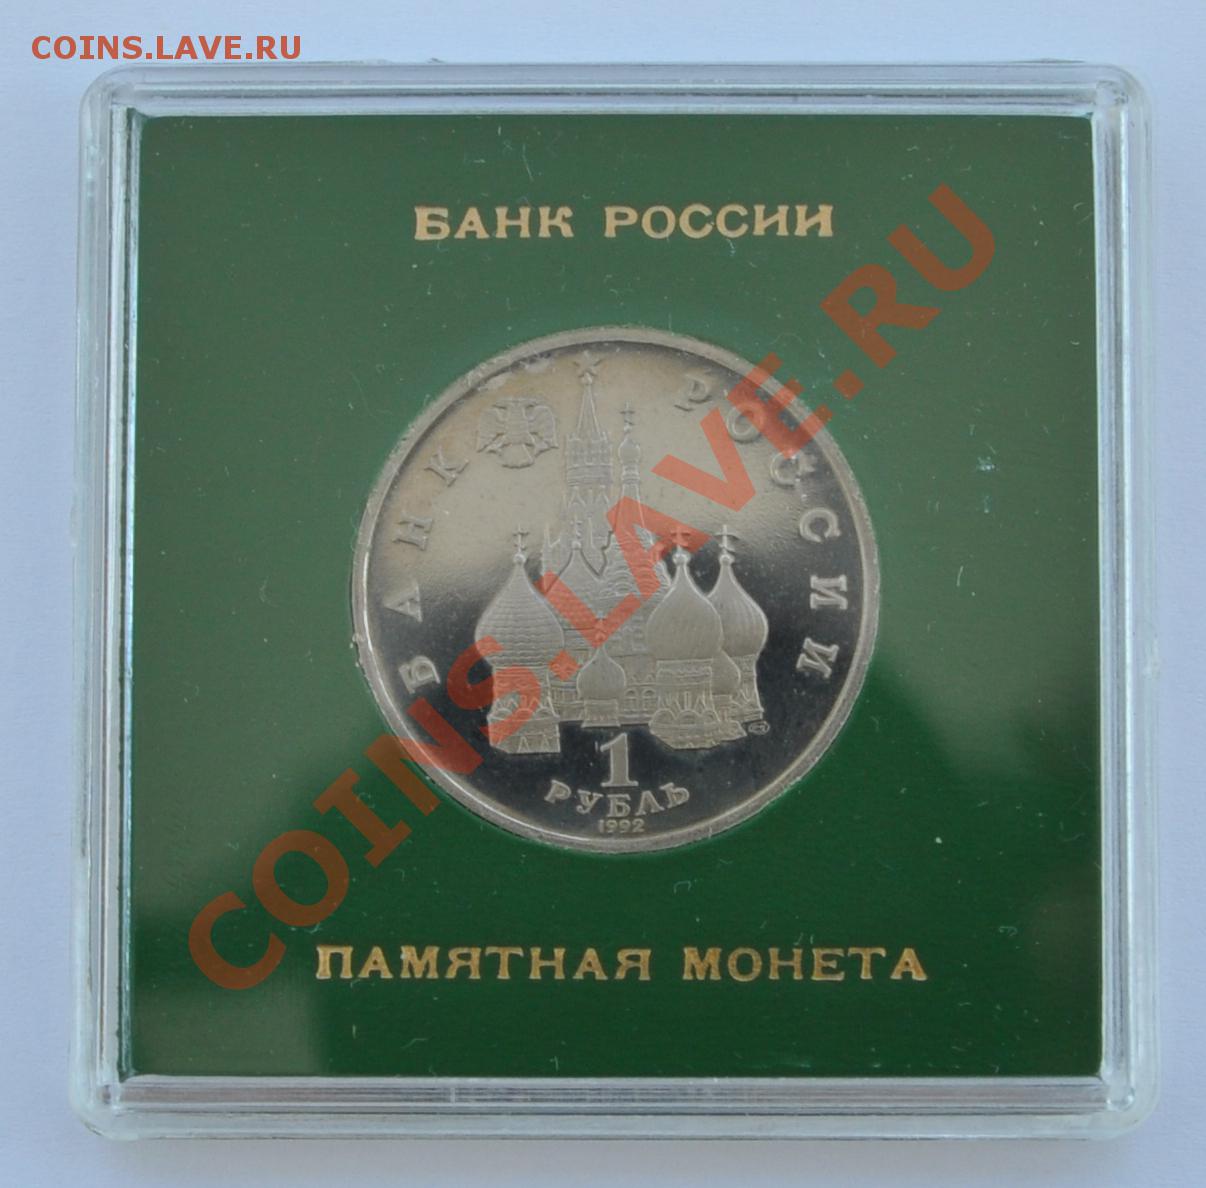 COINS.LAVE.RU
БАНК РОССИИ
БАНК РОССИИ
1
РУБЛЬ
1992
ПАМЯТНАЯ МОНЕТА
COINS.LAVE.RU